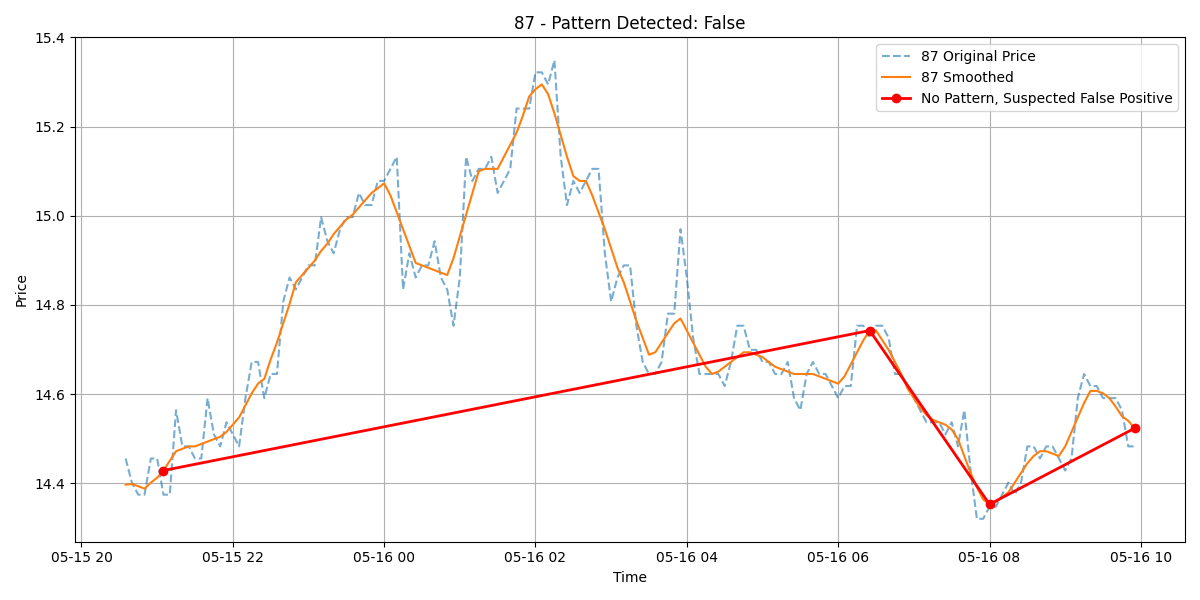 87 - Pattern Detected: False
87 Original Price
87 Smoothed
No Pattern, Suspected False Positive
Price
15.4
15.2
15.0
14.8
14.6
14.4
05-15 20
05-15 22
05-16 00
05-16 02
05-16 04
05-16 06
05-16 08
05-16 10
Time